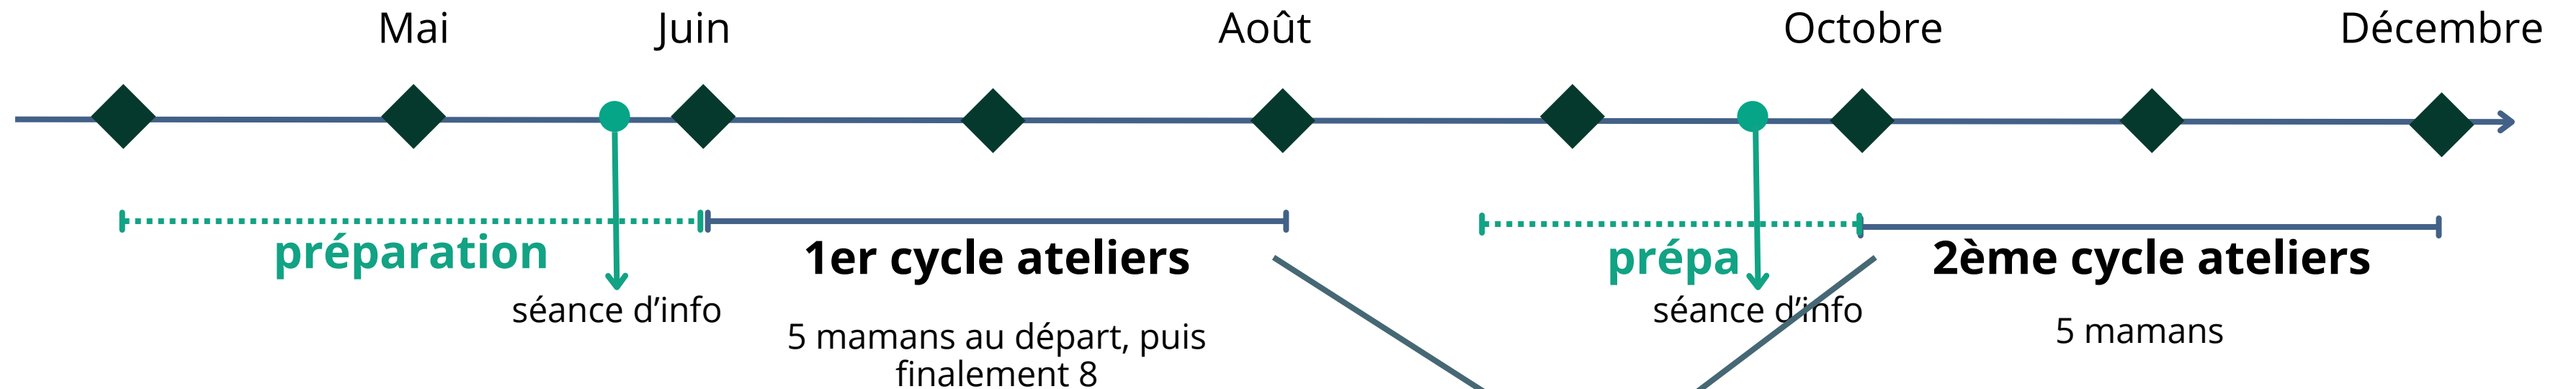 Mai
Juin
Août
Octobre
Décembre
préparation
séance d’info
1er cycle ateliers
5 mamans au départ, puis
finalement 8
prépa
séance d’info
2ème cycle ateliers
5 mamans